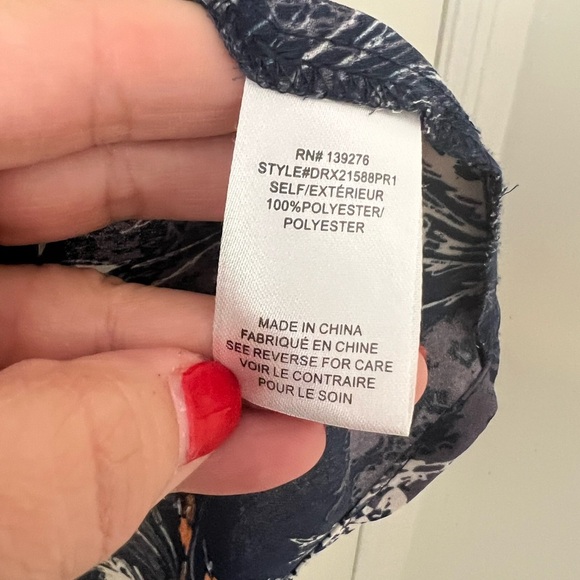 RN# 139276
STYLE#DRX21588PR1
SELF/EXTÉRIEUR
100%POLYESTER/
POLYESTER
MADE IN CHINA
FABRIQUÉ EN CHINE
SEE REVERSE FOR CARE
VOIR LE CONTRAIRE
POUR LE SOIN